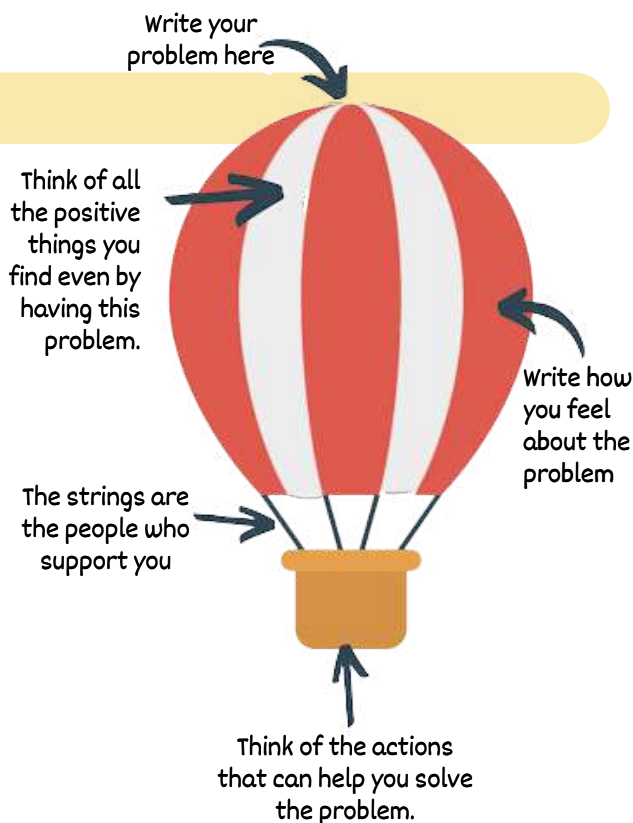 Write your
problem here
Think of all
the positive
things you
find even by
having this
problem.
Write how
you feel
about the
problem
The strings are
the people who
support you
Think of the actions
that can help you solve
the problem.